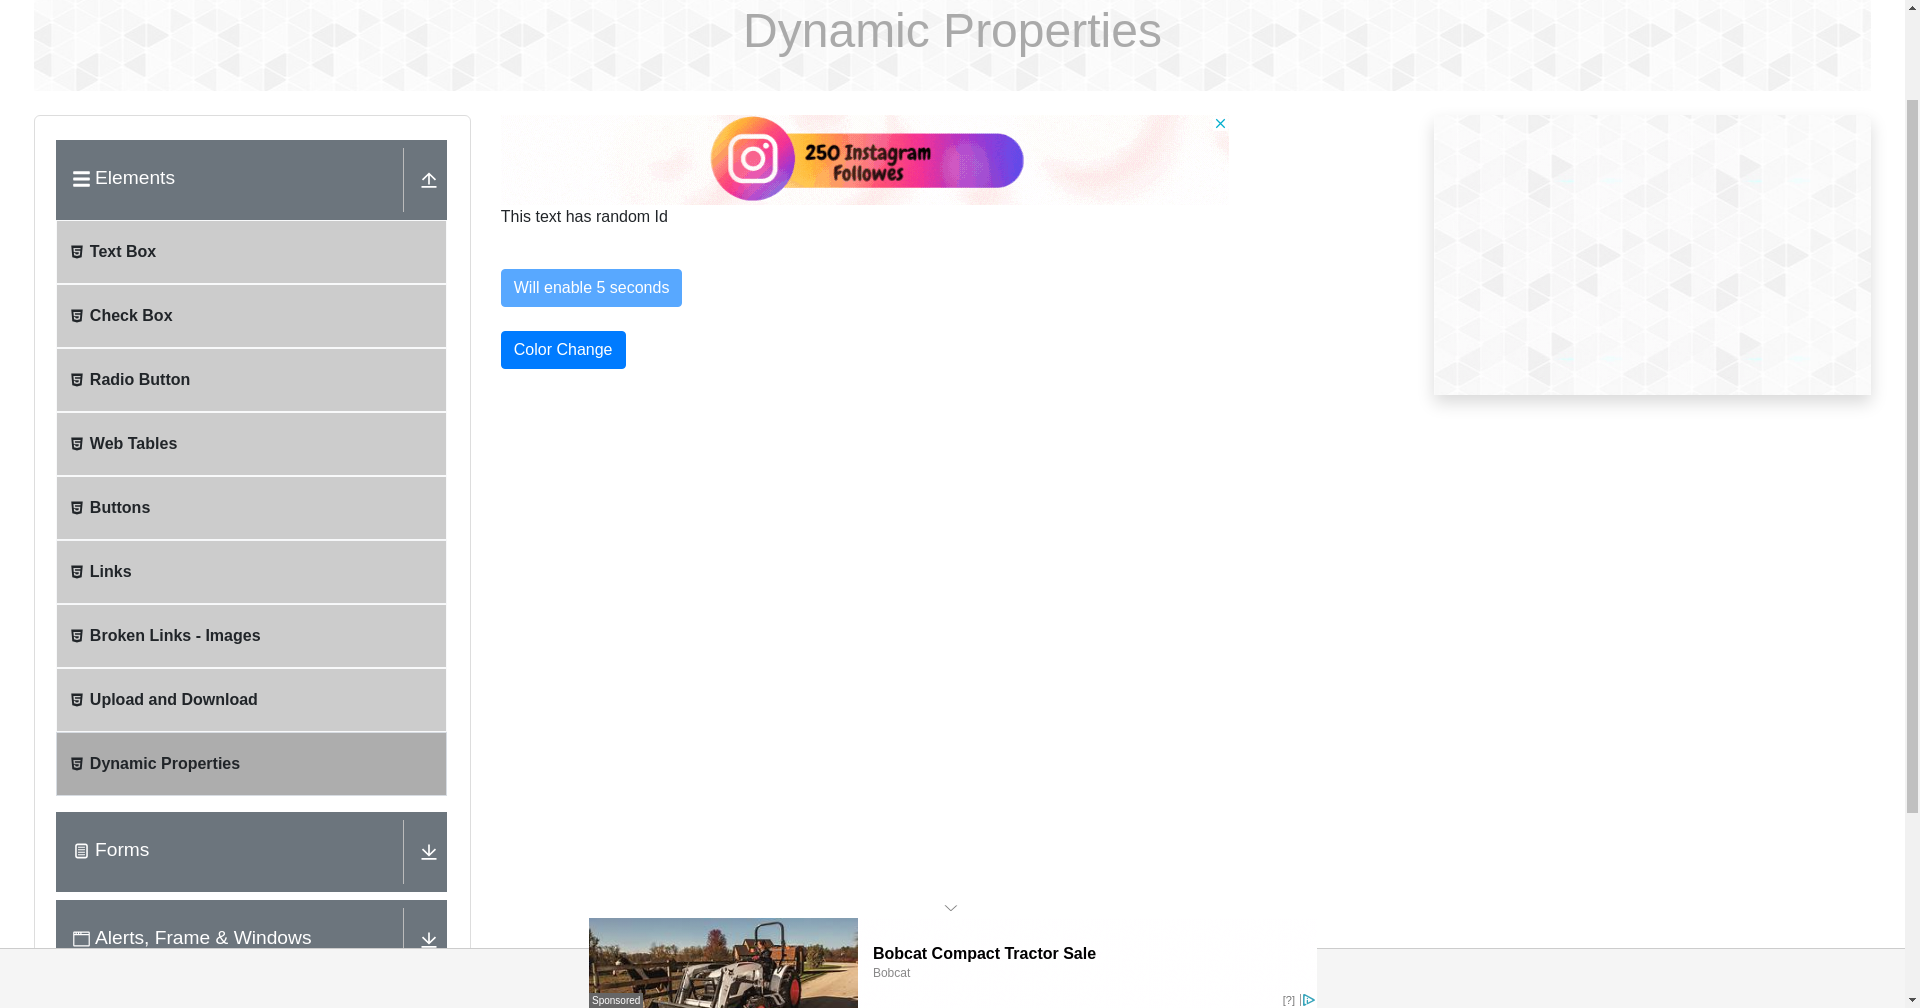 Dynamic Properties
Elements
Text Box
Check Box
Radio Button
Web Tables
Buttons
Links
Broken Links - Images
Upload and Download
Dynamic Properties
Forms
Alerts, Frame & Windows
250 Instagram
Followes
This text has random Id
Will enable 5 seconds
Color Change
Bobcat Compact Tractor Sale
Bobcat
Sponsored
[?]